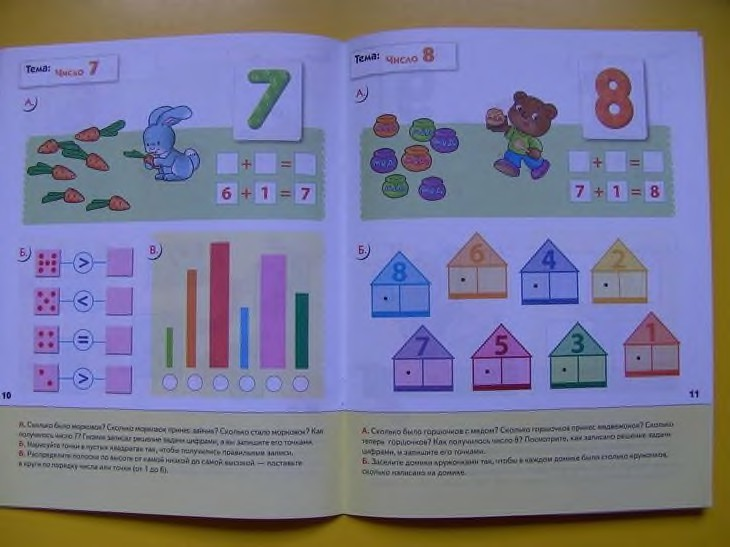 Тема: Число 7
7
А.
6 + 1 = 7
+ =
Б.
>
<
=
>
В.
10
А. Сколько было морковок? Сколько морковок принес зайчик? Сколько стало морковок? Как
получилось число 7? Гномик записал решение задачи цифрами, а вы запишите его точками.
Б. Нарисуйте точки в пустых квадратах так, чтобы получились правильные записи.
В. Распределите полоски по высоте от самой низкой до самой высокой — поставьте
в круги по порядку числа или точки (от 1 до 6).
Тема: Число 8
8
А.
МЁД
+ =
7 + 1 = 8
Б.
8 6 4 2
7 5 3 1
11
А. Сколько было горшочков с медом? Сколько горшочков принес медвежонок? Сколько
теперь горшочков? Как получилось число 8? Посмотрите, как записано решение задачи
цифрами, и запишите его точками.
Б. Заселите домики кружочками так, чтобы в каждом домике было столько кружочков,
сколько написано на домике.